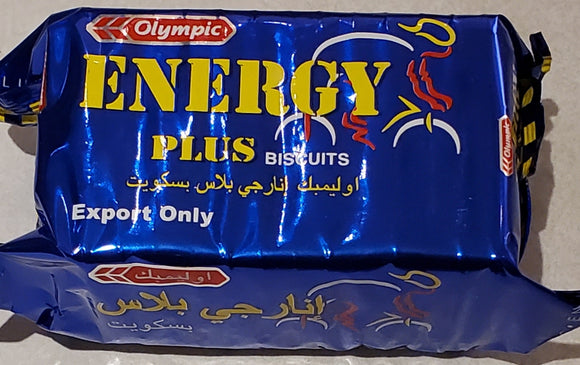 Olympic
ENERGY
PLUS BISCUITS
اوليمبك إنارجي بلاس بسكويت
Export Only
Olympic
اوليمبك
إنارجي بلاس
بسكويت